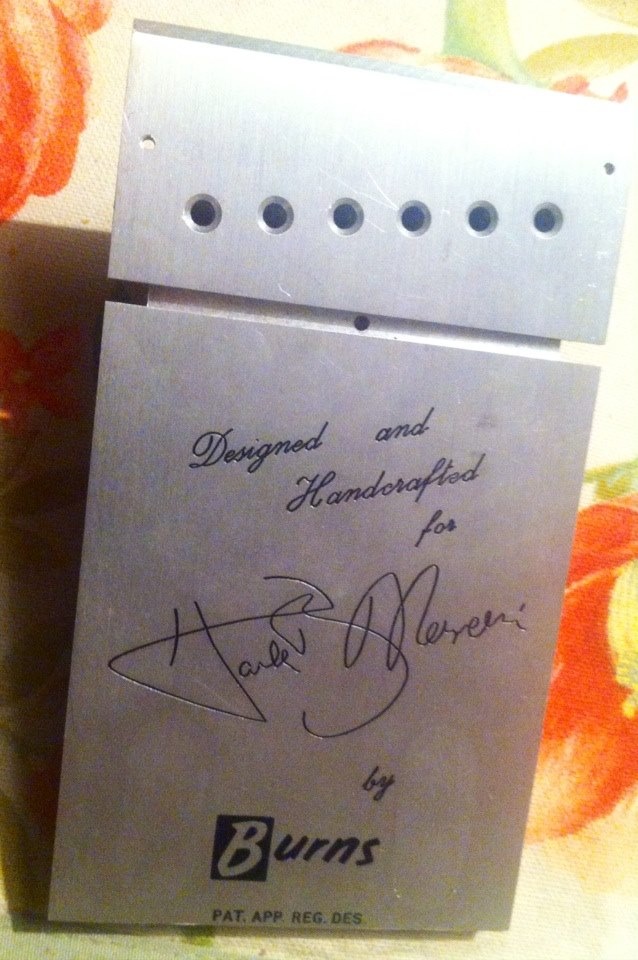 Designed and
Handcrafted
for
Hank B Marvin
by
Burns
PAT. APP. REG. DES.